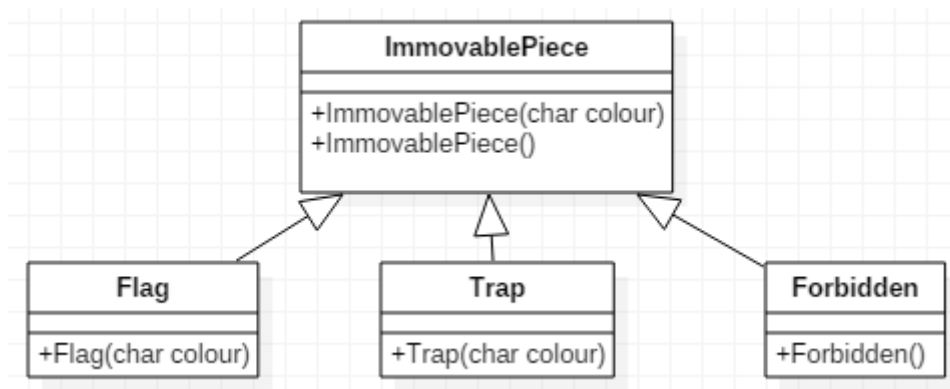 ImmovablePiece
+ImmovablePiece(char colour)
+ImmovablePiece()
Flag
+Flag(char colour)
Trap
+Trap(char colour)
Forbidden
+Forbidden()